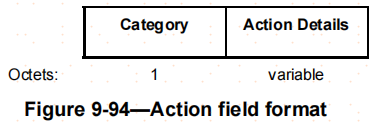 Category Action Details
Octets: 1 variable
Figure 9-94—Action field format